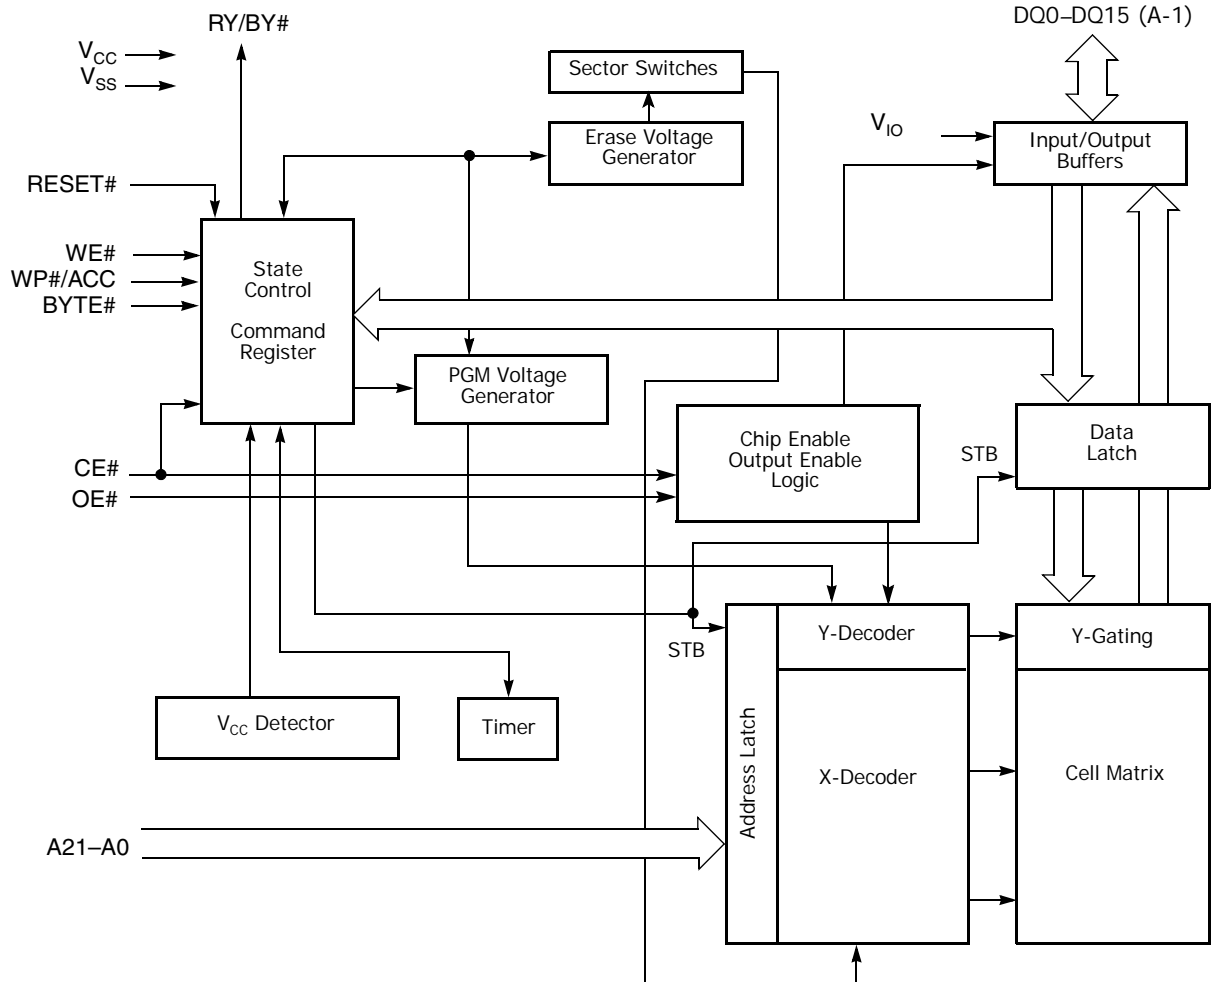 RY/BY#
DQ0–DQ15 (A-1)
VCC
VSS
Sector Switches
Erase Voltage
Generator
VIO
Input/Output
Buffers
RESET#
WE#
WP#/ACC
BYTE#
State
Control
Command
Register
PGM Voltage
Generator
Chip Enable
Output Enable
Logic
STB
Data
Latch
CE#
OE#
STB
Y-Decoder
Y-Gating
VCC Detector
Timer
Address Latch
X-Decoder
Cell Matrix
A21–A0